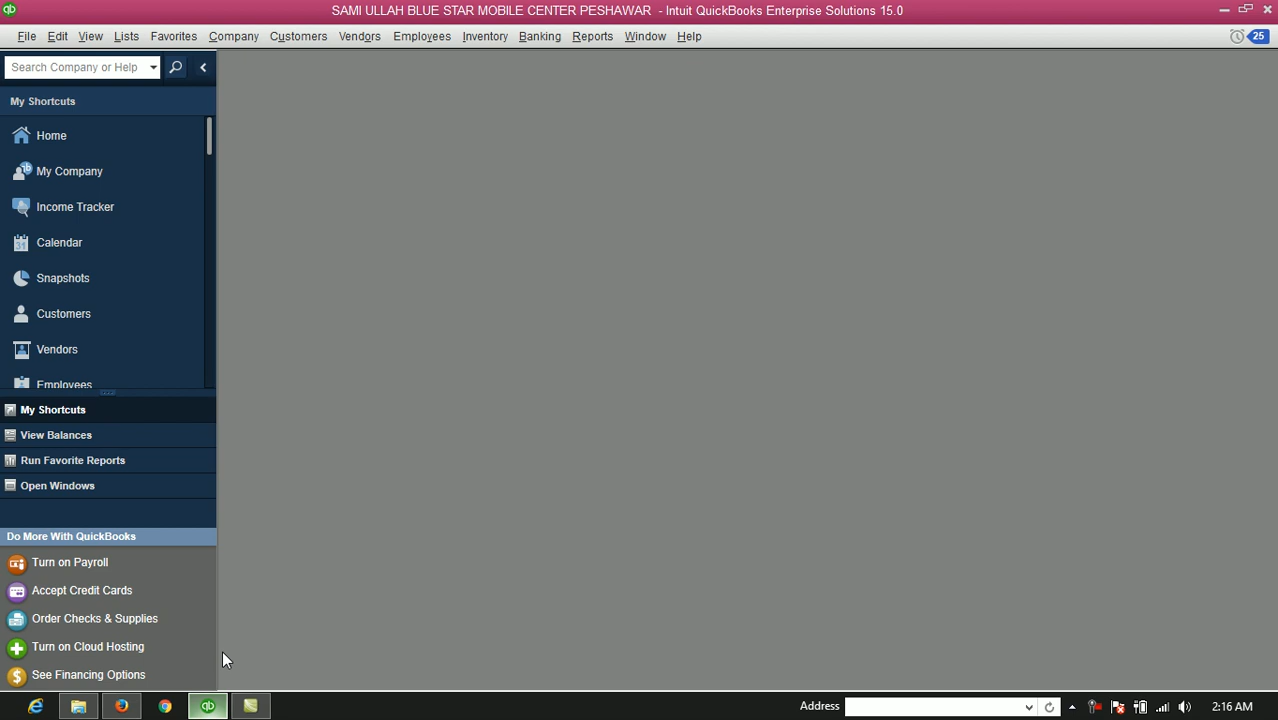 qb
SAMI ULLAH BLUE STAR MOBILE CENTER PESHAWAR - Intuit QuickBooks Enterprise Solutions 15.0
File Edit View Lists Favorites Company Customers Vendors Employees Inventory Banking Reports Window Help 25
Search Company or Help
My Shortcuts
Home
qb My Company
Income Tracker
31 Calendar
Snapshots
Customers
Vendors
Employees
My Shortcuts
View Balances
Run Favorite Reports
Open Windows
Do More With QuickBooks
Turn on Payroll
Accept Credit Cards
Order Checks & Supplies
Turn on Cloud Hosting
$ See Financing Options
qb Address 2:16 AM